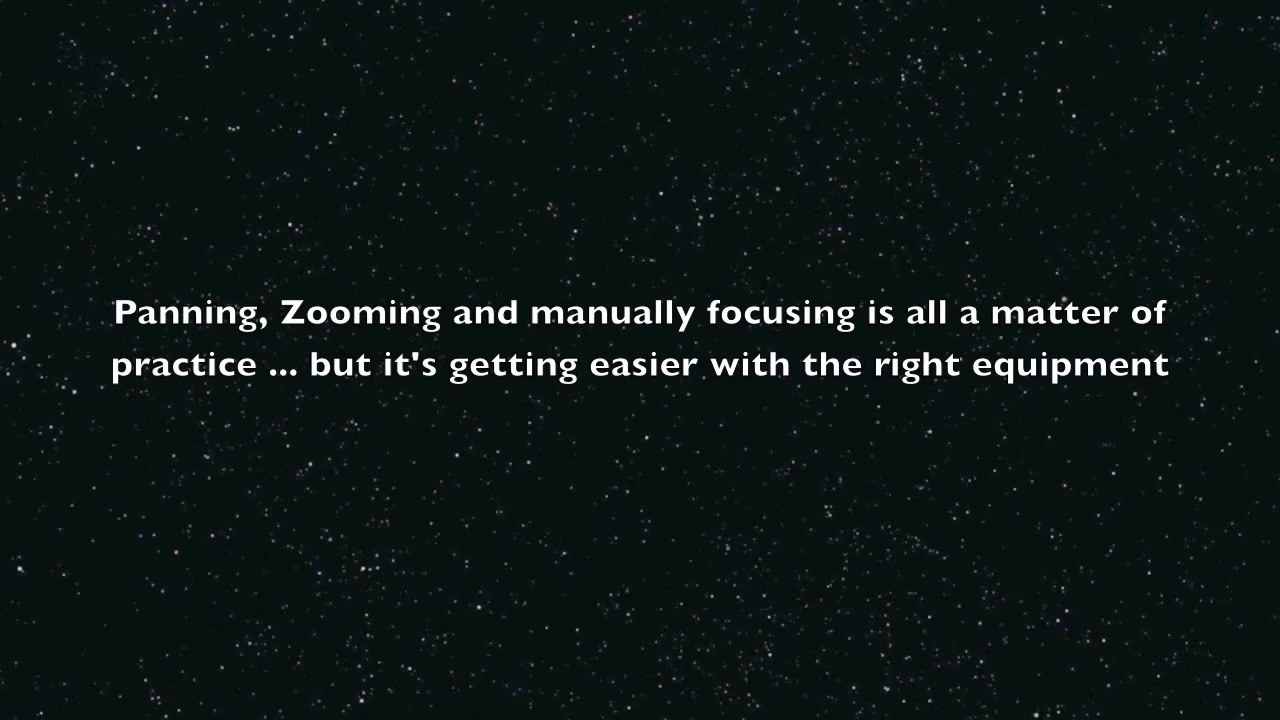 Panning, Zooming and manually focusing is all a matter of
practice ... but it's getting easier with the right equipment